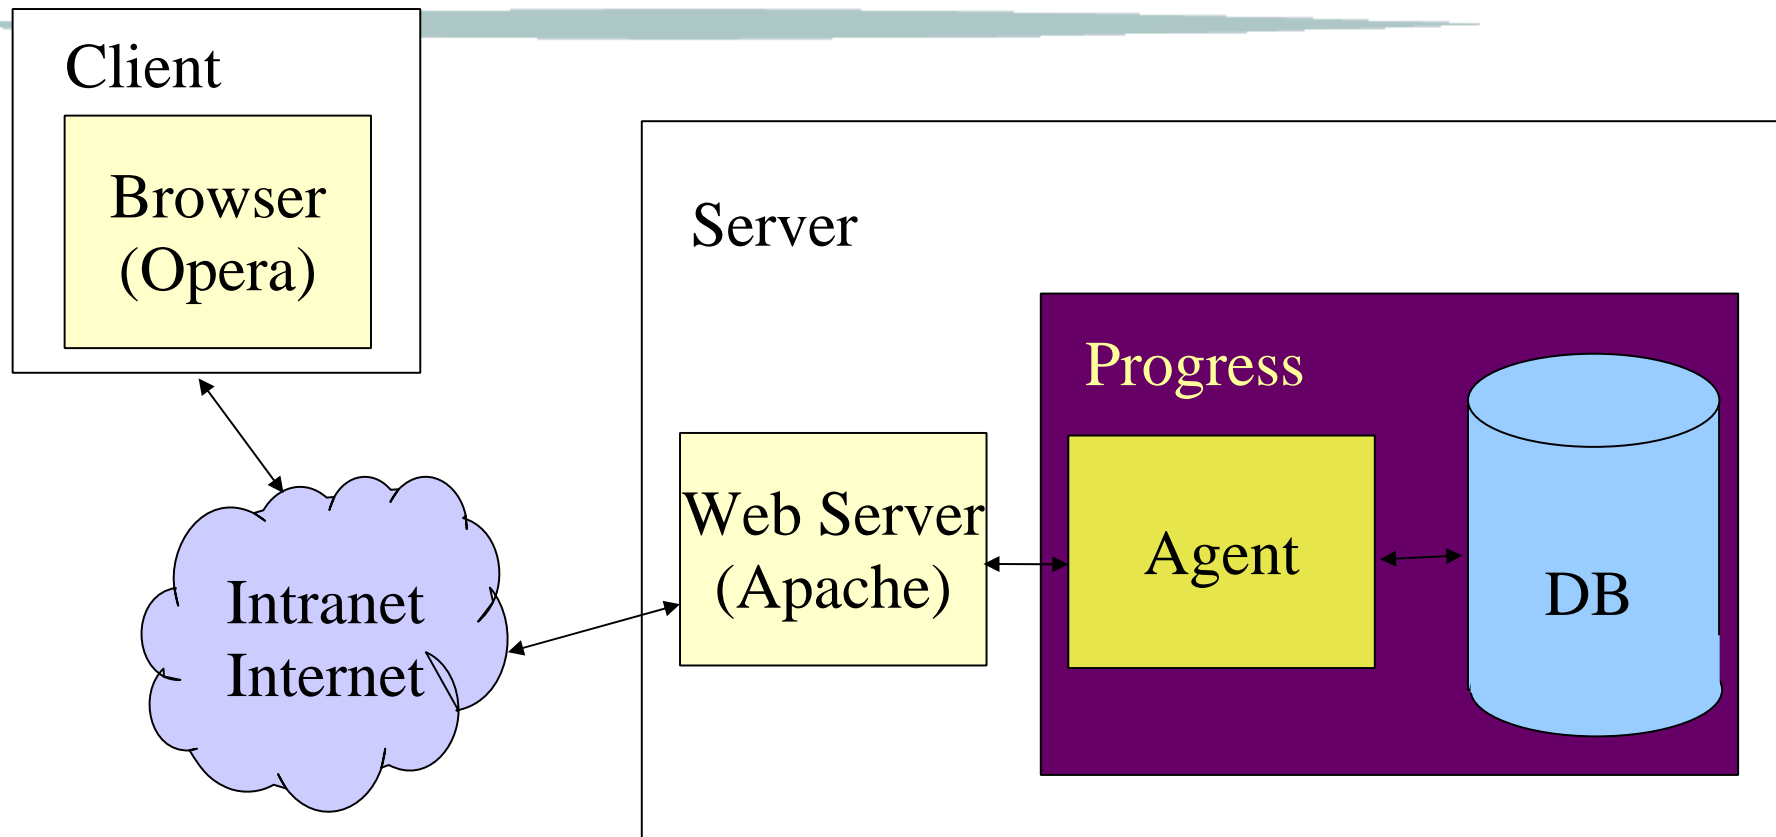 Client
Browser
(Opera)
Server
Progress
Web Server
(Apache)
Agent
DB
Intranet
Internet